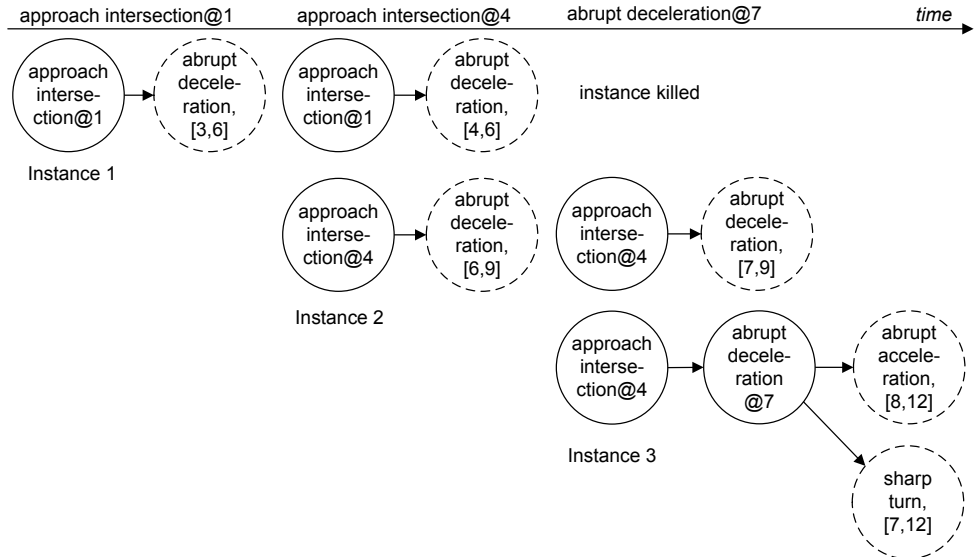 approach intersection@1
approach intersection@4
abrupt deceleration@7
time
approach
interse-
ction@1
abrupt
decele-
ration,
[3,6]
approach
interse-
ction@1
abrupt
decele-
ration,
[4,6]
instance killed
Instance 1
approach
interse-
ction@4
abrupt
decele-
ration,
[6,9]
approach
interse-
ction@4
abrupt
decele-
ration,
[7,9]
Instance 2
approach
interse-
ction@4
abrupt
decele-
ration
@7
abrupt
accele-
ration,
[8,12]
Instance 3
sharp
turn,
[7,12]